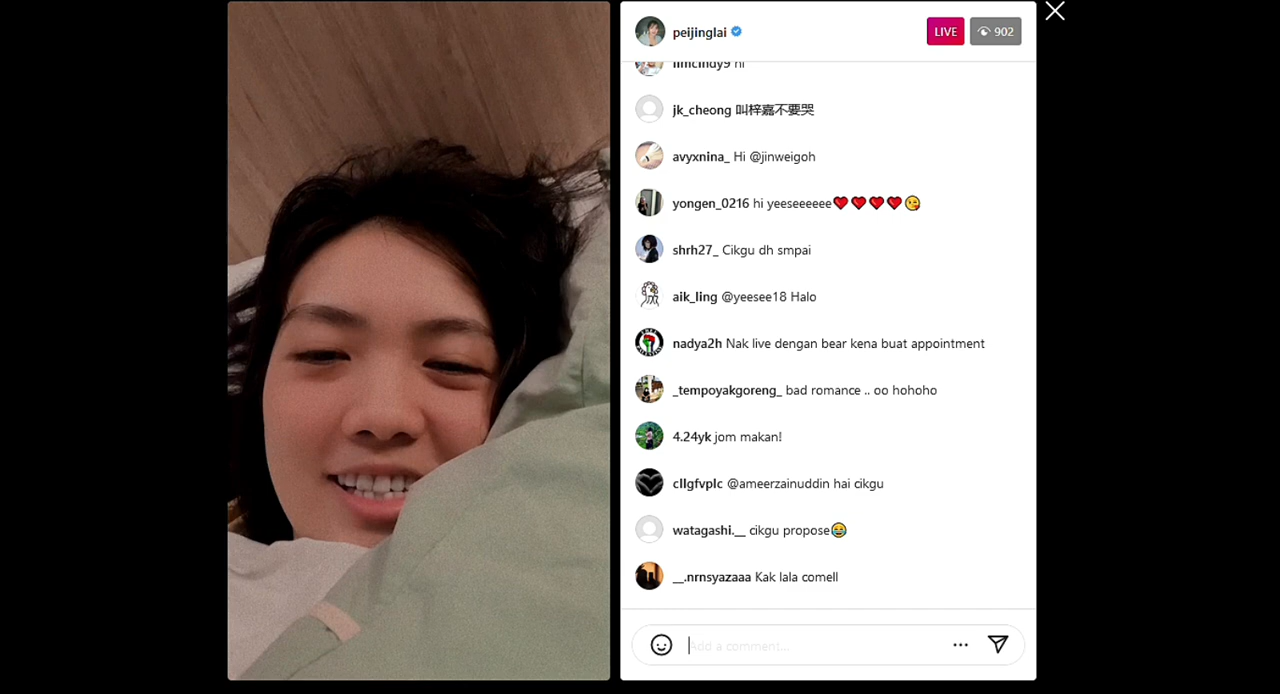 peijinglai
LIVE
902
limcindy9 hi
jk_cheong 叫梓嘉不要哭
avyxnina_ Hi @jinweigoh
yongen_0216 hi yeeseeeeee❤❤❤❤😘
shrh27_ Cikgu dh smpai
aik_ling @yeesee18 Halo
nadya2h Nak live dengan bear kena buat appointment
_tempoyakgoreng_ bad romance .. oo hohoho
4.24yk jom makan!
cllgfvplc @ameerzainuddin hai cikgu
watagashi.__ cikgu propose😂
__.nrnsyazaaa Kak lala comell
Add a comment...